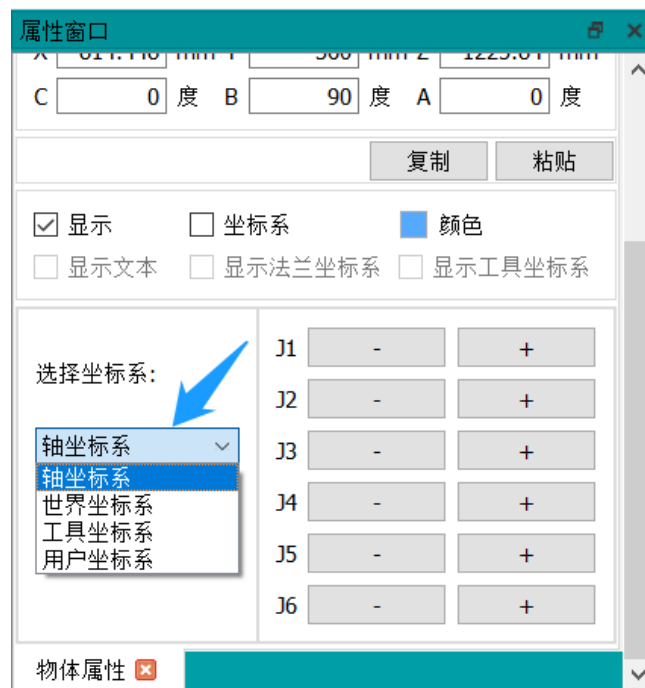 属性窗口
C 0 度 B 90 度 A 0 度
复制 粘贴
显示 坐标系 颜色
显示文本 显示法兰坐标系 显示工具坐标系
选择坐标系:
轴坐标系
轴坐标系
世界坐标系
工具坐标系
用户坐标系
J1 - +
J2 - +
J3 - +
J4 - +
J5 - +
J6 - +
物体属性